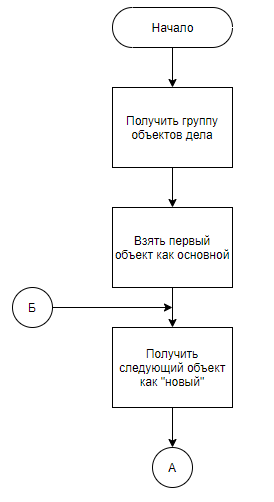 Начало
Получить группу
объектов дела
Взять первый
объект как основной
Б
Получить
следующий объект
как "новый"
А